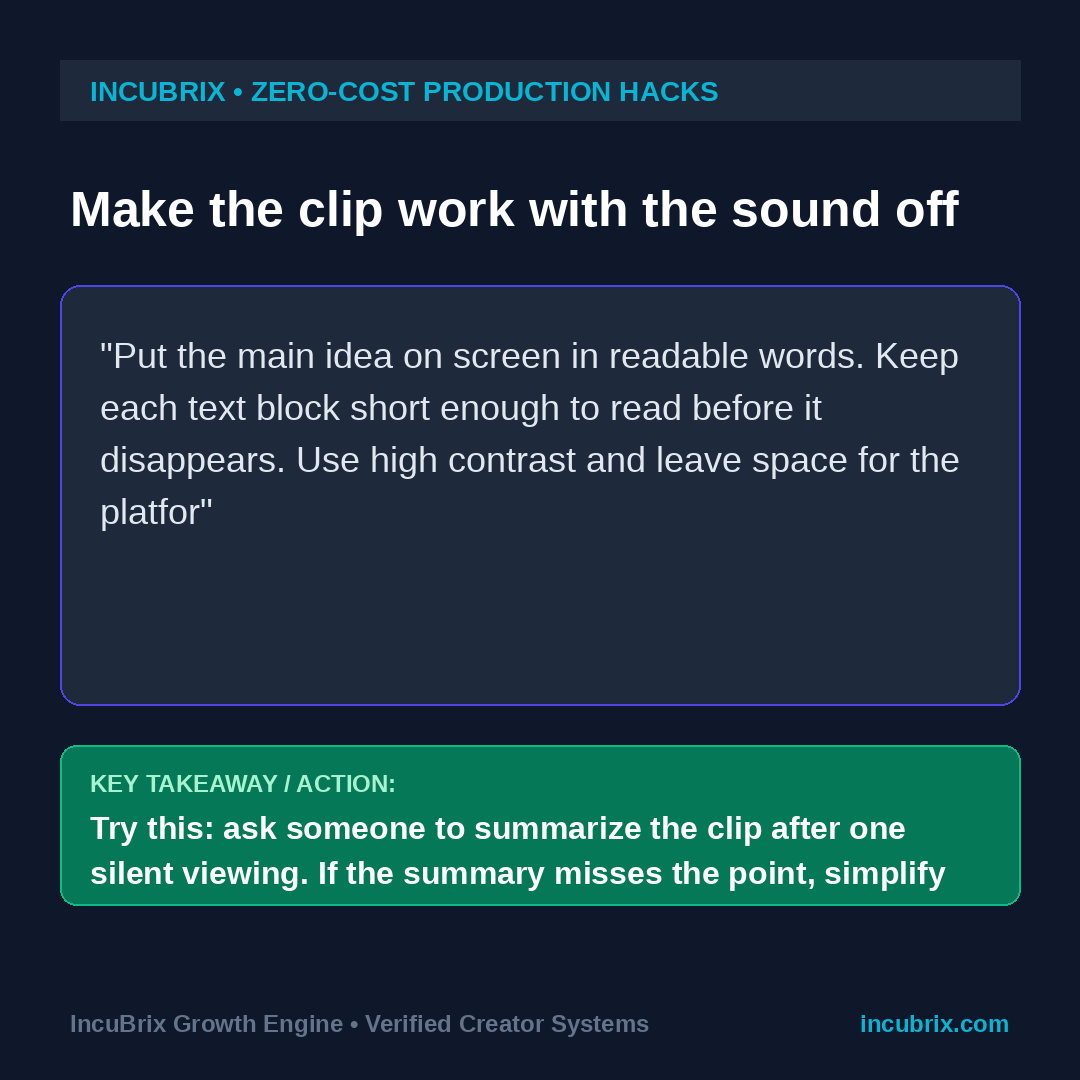 INCUBRIX • ZERO-COST PRODUCTION HACKS
Make the clip work with the sound off
"Put the main idea on screen in readable words. Keep
each text block short enough to read before it
disappears. Use high contrast and leave space for the
platfor"
KEY TAKEAWAY / ACTION:
Try this: ask someone to summarize the clip after one
silent viewing. If the summary misses the point, simplify
IncuBrix Growth Engine • Verified Creator Systems
incubrix.com